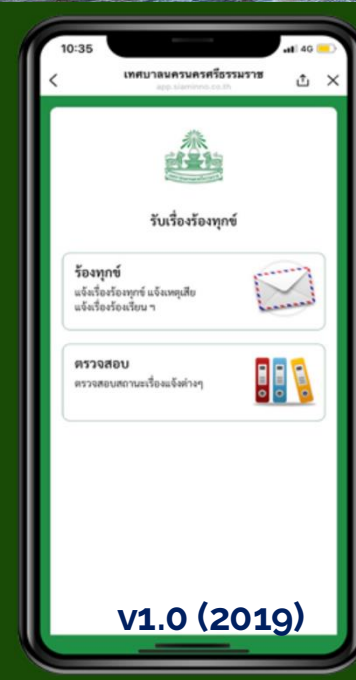 10:35
4G
เทศบาลนครนครศรีธรรมราช
app.siammno.co.th
รับเรื่องร้องทุกข์
ร้องทุกข์
แจ้งเรื่องร้องทุกข์ แจ้งเหตุเสีย
แจ้งเรื่องร้องเรียน ฯ
ตรวจสอบ
ตรวจสอบสถานะเรื่องแจ้งต่างๆ
v1.0 (2019)